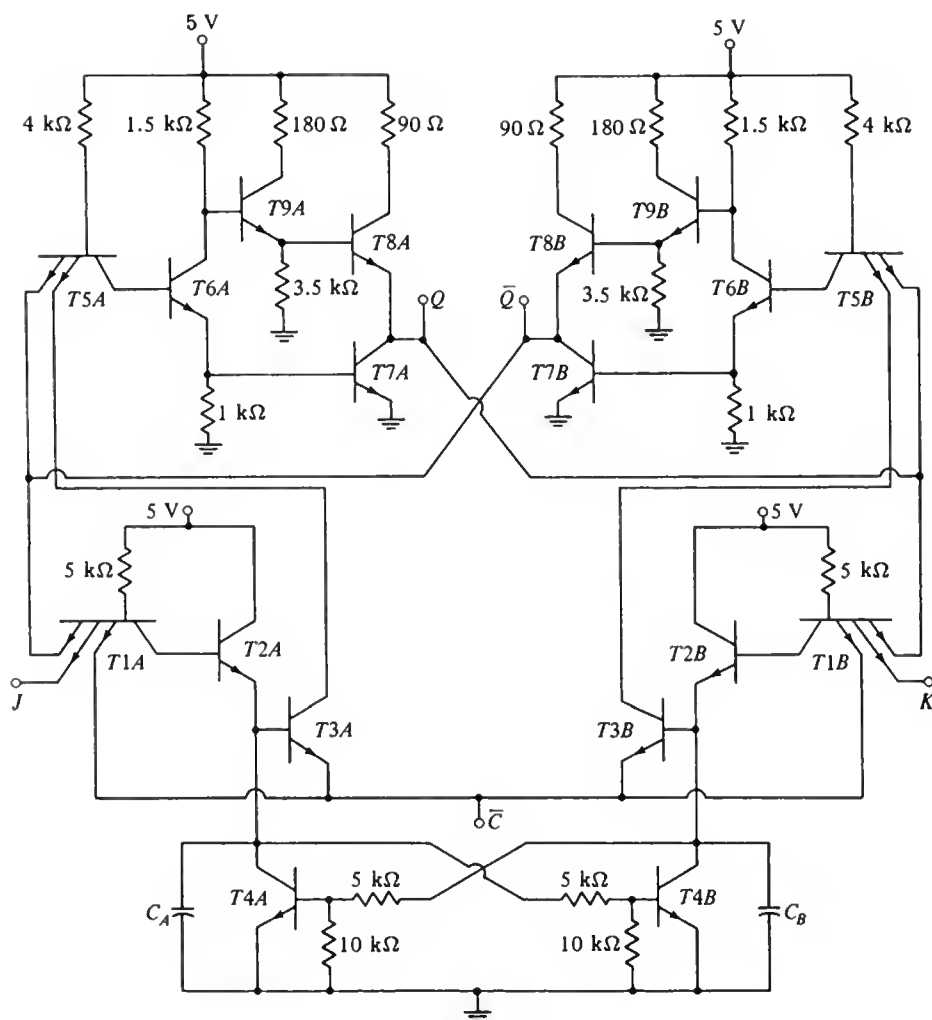 5 V 5 V
4 kΩ 1.5 kΩ 180 Ω 90 Ω 90 Ω 180 Ω 1.5 kΩ 4 kΩ
T9A T9B
T8A T8B
T5A T6A 3.5 kΩ Q Q̄ 3.5 kΩ T6B T5B
T7A T7B
1 kΩ 1 kΩ
5 V 5 V
5 kΩ 5 kΩ
T1A T2A T2B T1B
J K
T3A T3B
C̄
T4A 5 kΩ 5 kΩ T4B
C_A 10 kΩ 10 kΩ C_B